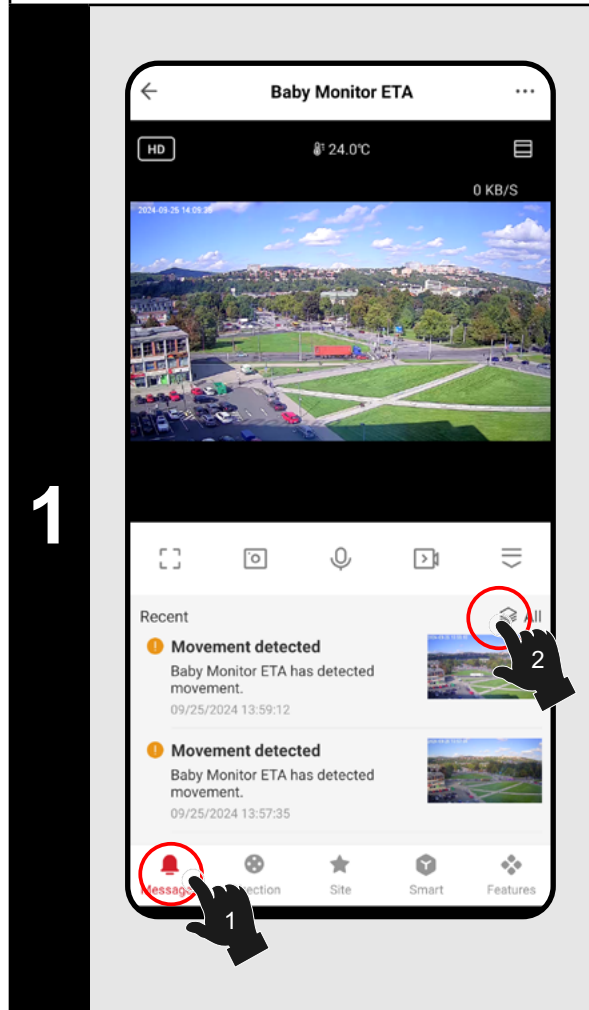 1
Baby Monitor ETA
HD
24.0℃
0 KB/S
2024-09-25 14:09:35
Recent
All
Movement detected
Baby Monitor ETA has detected
movement.
09/25/2024 13:59:12
2
Movement detected
Baby Monitor ETA has detected
movement.
09/25/2024 13:57:35
Site
Smart
Features
1